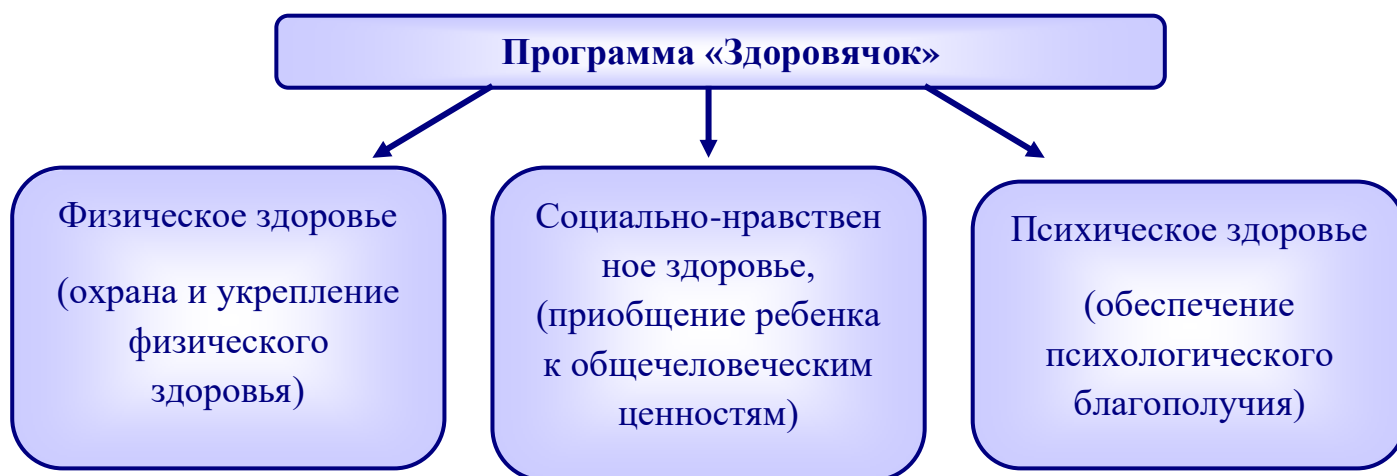 Программа «Здоровячок»
Физическое здоровье
(охрана и укрепление
физического
здоровья)
Социально-нравствен
ное здоровье,
(приобщение ребенка
к общечеловеческим
ценностям)
Психическое здоровье
(обеспечение
психологического
благополучия)